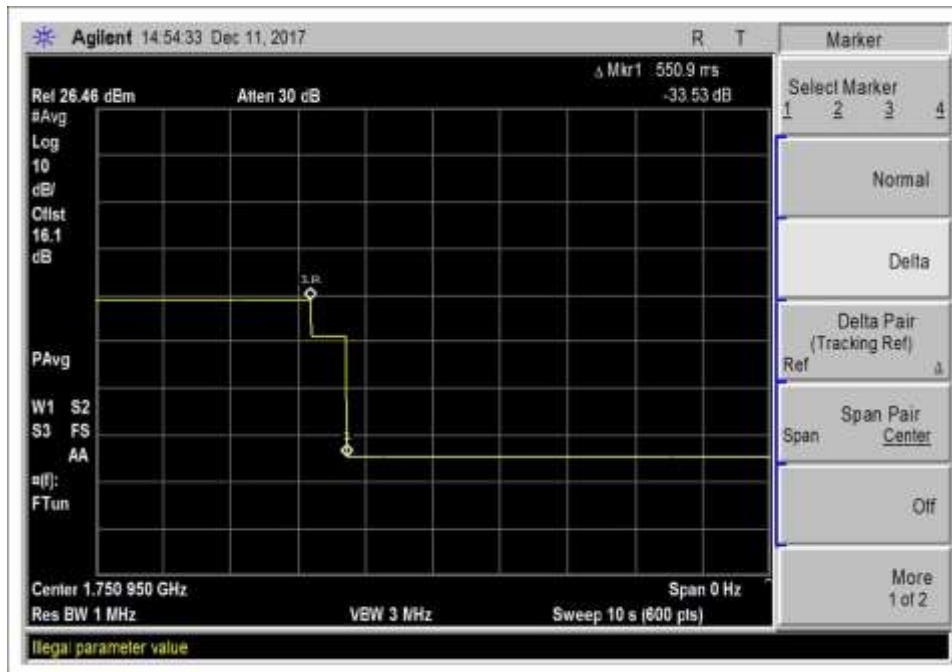 Agilent 14:54:33 Dec 11, 2017 R T
Marker
Δ Mkr1 550.9 ms
Ref 26.46 dBm Atten 30 dB -33.53 dB
Select Marker
1 2 3 4
#Avg
Log
10
dB/
Offst
16.1
dB
Normal
Delta
1R
Delta Pair
(Tracking Ref)
Ref Δ
PAvg
W1 S2
S3 FS
AA
Span Pair
Span Center
¤(f):
FTun
Off
Center 1.750 950 GHz Span 0 Hz
Res BW 1 MHz VBW 3 MHz Sweep 10 s (600 pts)
More
1 of 2
Illegal parameter value